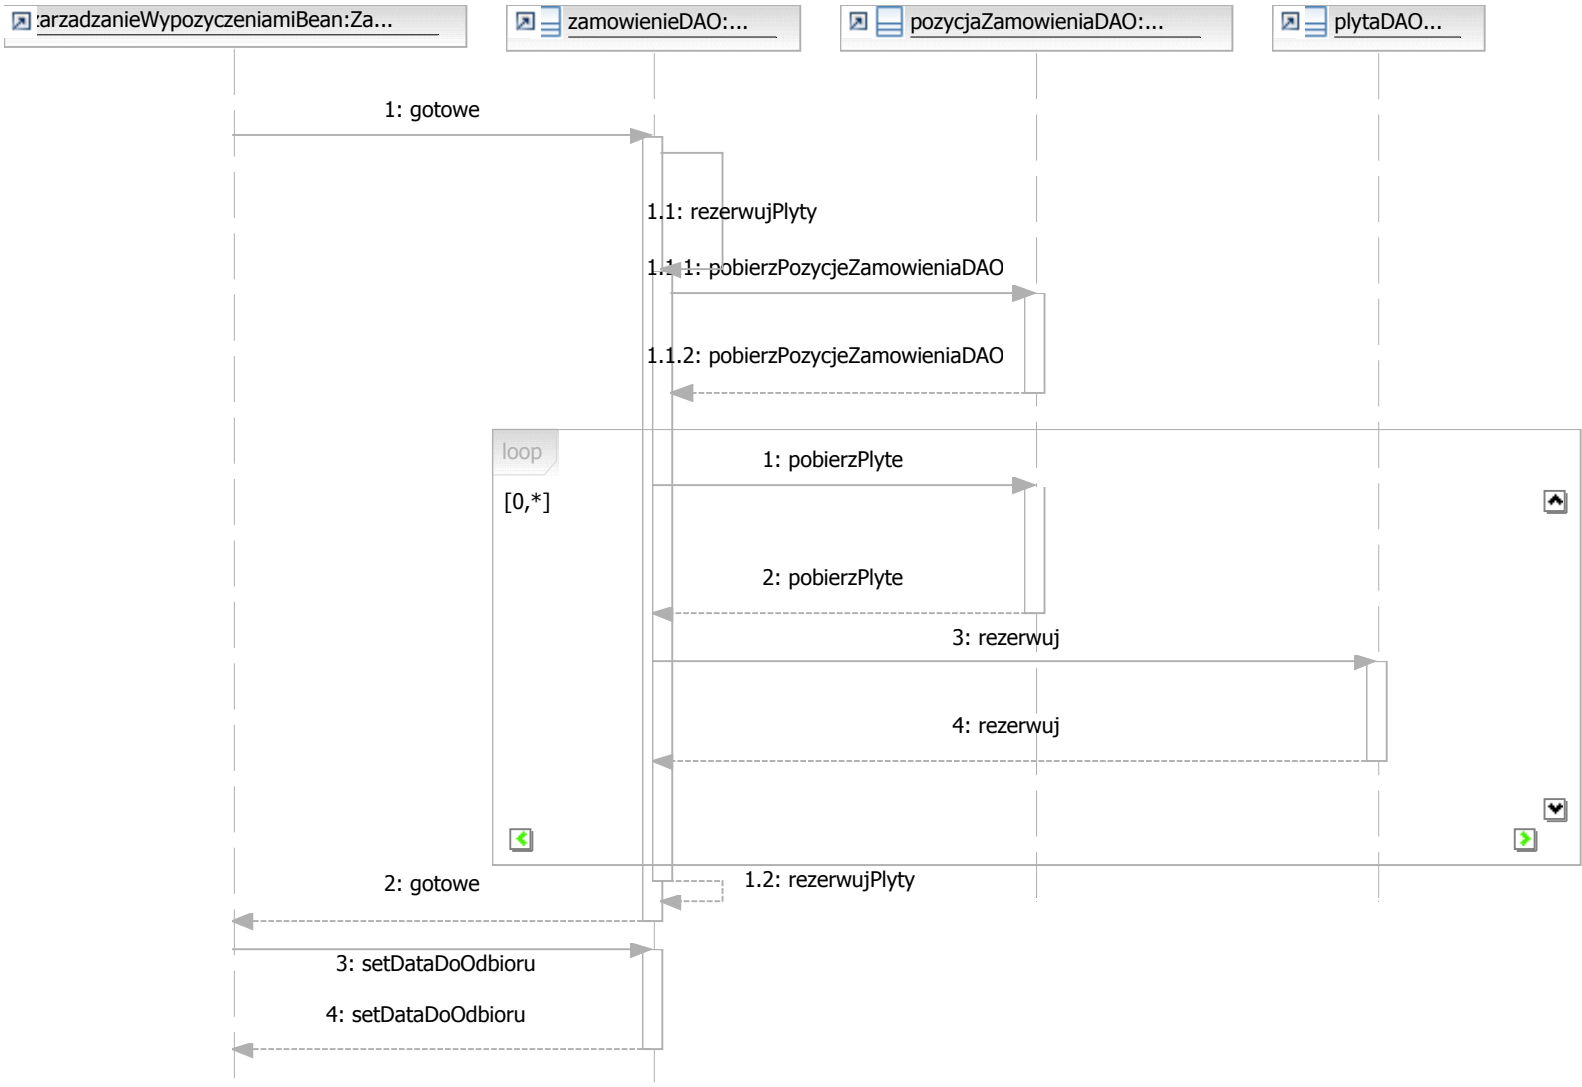 :arzadzanieWypozyczeniamiBean:Za...
zamowienieDAO:...
pozycjaZamowieniaDAO:...
plytaDAO...
1: gotowe
1.1: rezerwujPlyty
1.1.1: pobierzPozycjeZamowieniaDAO
1.1.2: pobierzPozycjeZamowieniaDAO
loop
1: pobierzPlyte
[0,*]
2: pobierzPlyte
3: rezerwuj
4: rezerwuj
1.2: rezerwujPlyty
2: gotowe
3: setDataDoOdbioru
4: setDataDoOdbioru